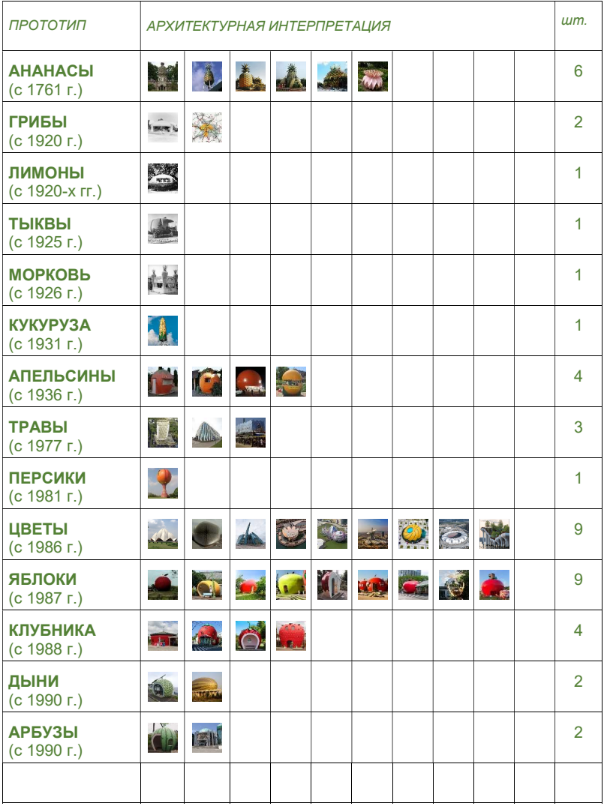 ПРОТОТИП АРХИТЕКТУРНАЯ ИНТЕРПРЕТАЦИЯ шт.
АНАНАСЫ 6
(с 1761 г.)
ГРИБЫ 2
(с 1920 г.)
ЛИМОНЫ 1
(с 1920-х гг.)
ТЫКВЫ 1
(с 1925 г.)
МОРКОВЬ 1
(с 1926 г.)
КУКУРУЗА 1
(с 1931 г.)
АПЕЛЬСИНЫ 4
(с 1936 г.)
ТРАВЫ 3
(с 1977 г.)
ПЕРСИКИ 1
(с 1981 г.)
ЦВЕТЫ 9
(с 1986 г.)
ЯБЛОКИ 9
(с 1987 г.)
КЛУБНИКА 4
(с 1988 г.)
ДЫНИ 2
(с 1990 г.)
АРБУЗЫ 2
(с 1990 г.)